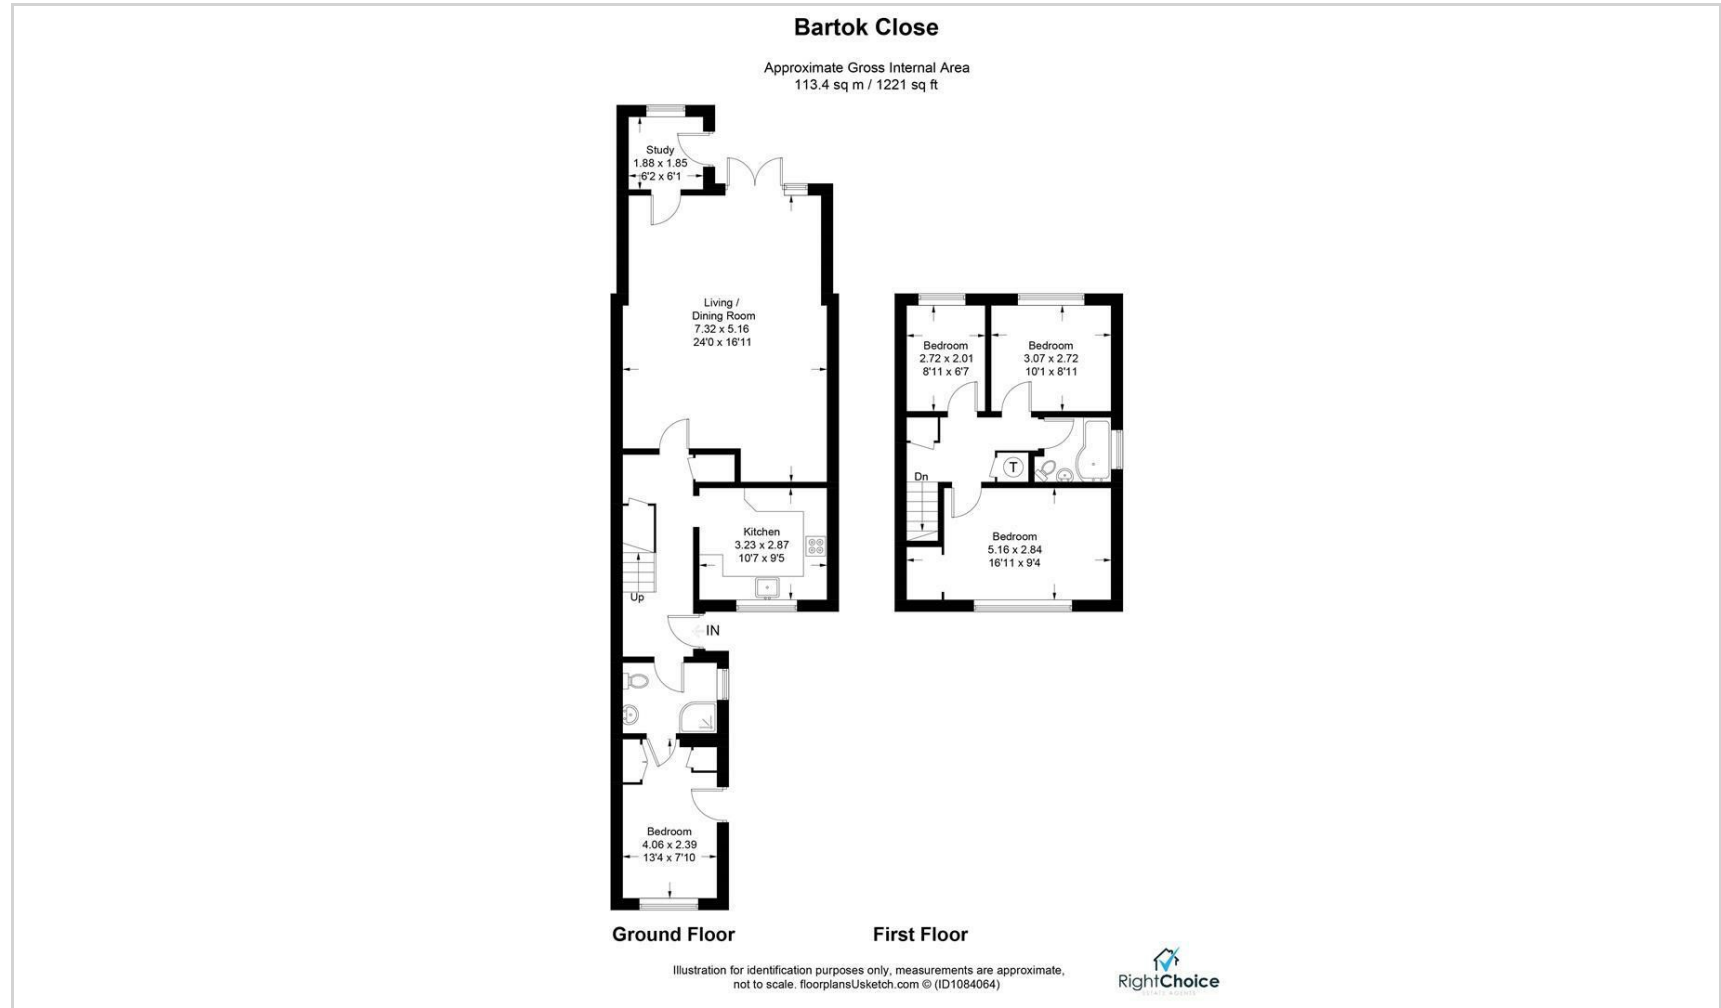 Bartok Close
Approximate Gross Internal Area
113.4 sq m / 1221 sq ft
Study
1.88 x 1.85
6'2 x 6'1
Living /
Dining Room
7.32 x 5.16
24'0 x 16'11
Kitchen
3.23 x 2.87
10'7 x 9'5
Up
IN
Bedroom
4.06 x 2.39
13'4 x 7'10
Bedroom
2.72 x 2.01
8'11 x 6'7
Bedroom
3.07 x 2.72
10'1 x 8'11
T
Dn
Bedroom
5.16 x 2.84
16'11 x 9'4
Ground Floor
First Floor
Illustration for identification purposes only, measurements are approximate,
not to scale. floorplansUsketch.com © (ID1084064)
RightChoice
ESTATE AGENTS